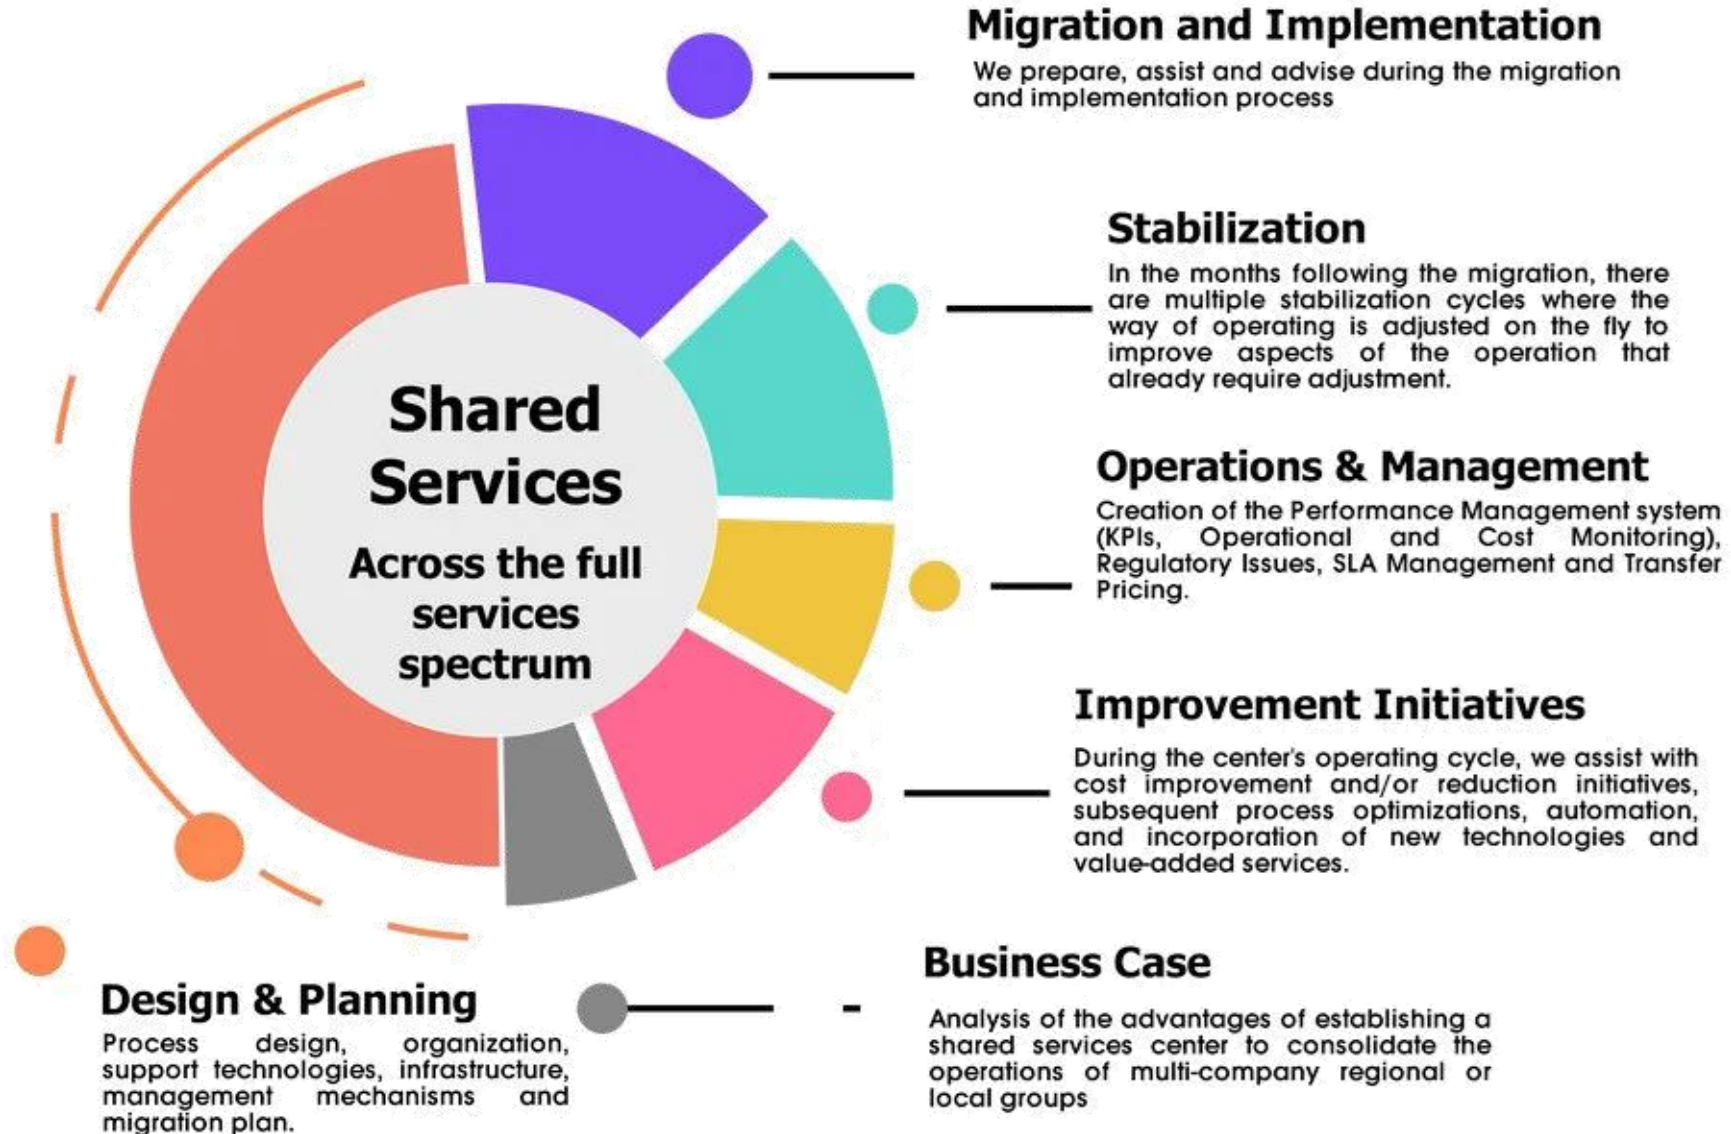 Migration and Implementation
We prepare, assist and advise during the migration
and implementation process
Stabilization
In the months following the migration, there
are multiple stabilization cycles where the
way of operating is adjusted on the fly to
improve aspects of the operation that
already require adjustment.
Shared
Services
Across the full
services
spectrum
Operations & Management
Creation of the Performance Management system
(KPIs, Operational and Cost Monitoring),
Regulatory Issues, SLA Management and Transfer
Pricing.
Improvement Initiatives
During the center's operating cycle, we assist with
cost improvement and/or reduction initiatives,
subsequent process optimizations, automation,
and incorporation of new technologies and
value-added services.
Business Case
Analysis of the advantages of establishing a
shared services center to consolidate the
operations of multi-company regional or
local groups
Design & Planning
Process design, organization,
support technologies, infrastructure,
management mechanisms and
migration plan.